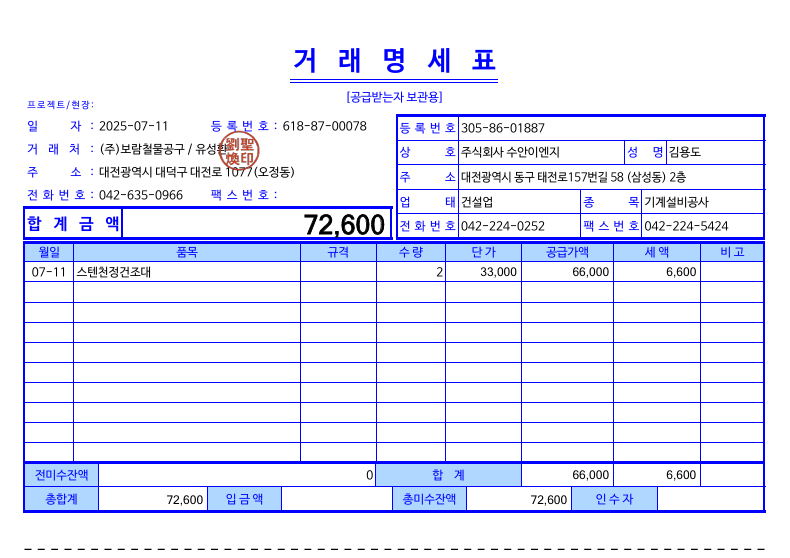 거 래 명 세 표
[공급받는자 보관용]
프로젝트/현장:
일 자 : 2025-07-11 등 록 번 호 : 618-87-00078
거 래 처 : (주)보람철물공구 / 유성환
劉聖煥印
주 소 : 대전광역시 대덕구 대전로 1077(오정동)
전 화 번 호 : 042-635-0966 팩 스 번 호 :
합 계 금 액 72,600
등 록 번 호 305-86-01887
상 호 주식회사 수안이엔지 성 명 김용도
주 소 대전광역시 동구 태전로157번길 58 (삼성동) 2층
업 태 건설업 종 목 기계설비공사
전 화 번 호 042-224-0252 팩 스 번 호 042-224-5424
월일 품목 규격 수 량 단 가 공급가액 세 액 비 고
07-11 스텐천정건조대 2 33,000 66,000 6,600
전미수잔액 0 합 계 66,000 6,600
총합계 72,600 입 금 액 총미수잔액 72,600 인 수 자